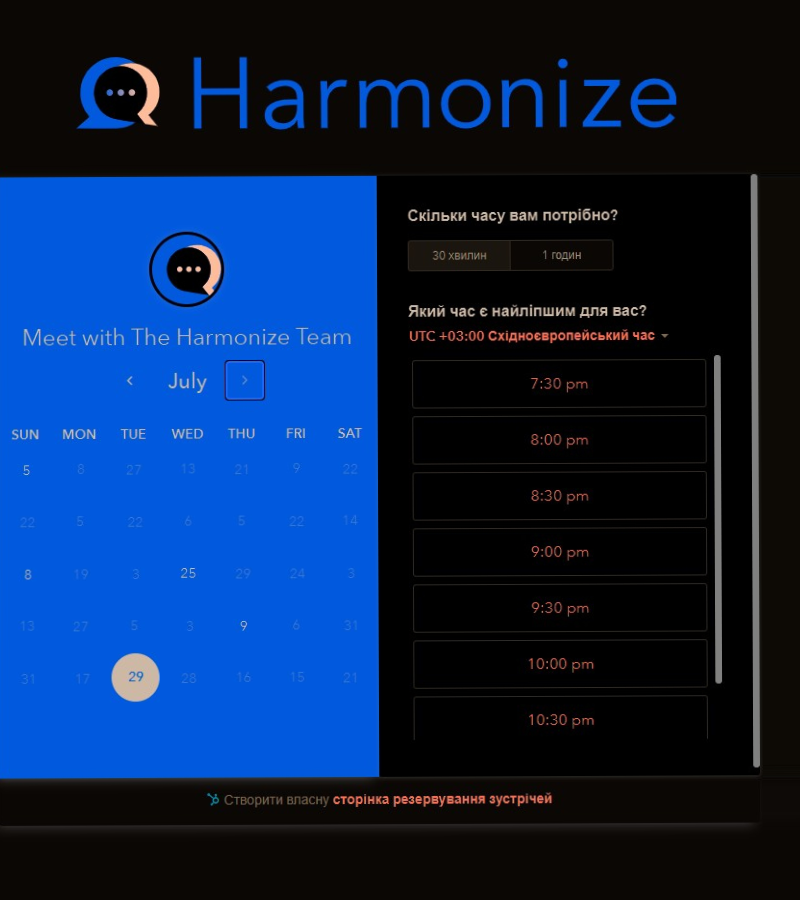 Harmonize
Meet with The Harmonize Team
July
SUN MON TUE WED THU FRI SAT
5 8 27 13 21 9 22
22 5 22 6 5 22 14
8 19 3 25 29 24 3
13 27 5 3 9 6 31
31 17 29 28 16 15 21
Скільки часу вам потрібно?
30 хвилин 1 годин
Який час є найліпшим для вас?
UTC +03:00 Східноєвропейський час
7:30 pm
8:00 pm
8:30 pm
9:00 pm
9:30 pm
10:00 pm
10:30 pm
Створити власну сторінка резервування зустрічей